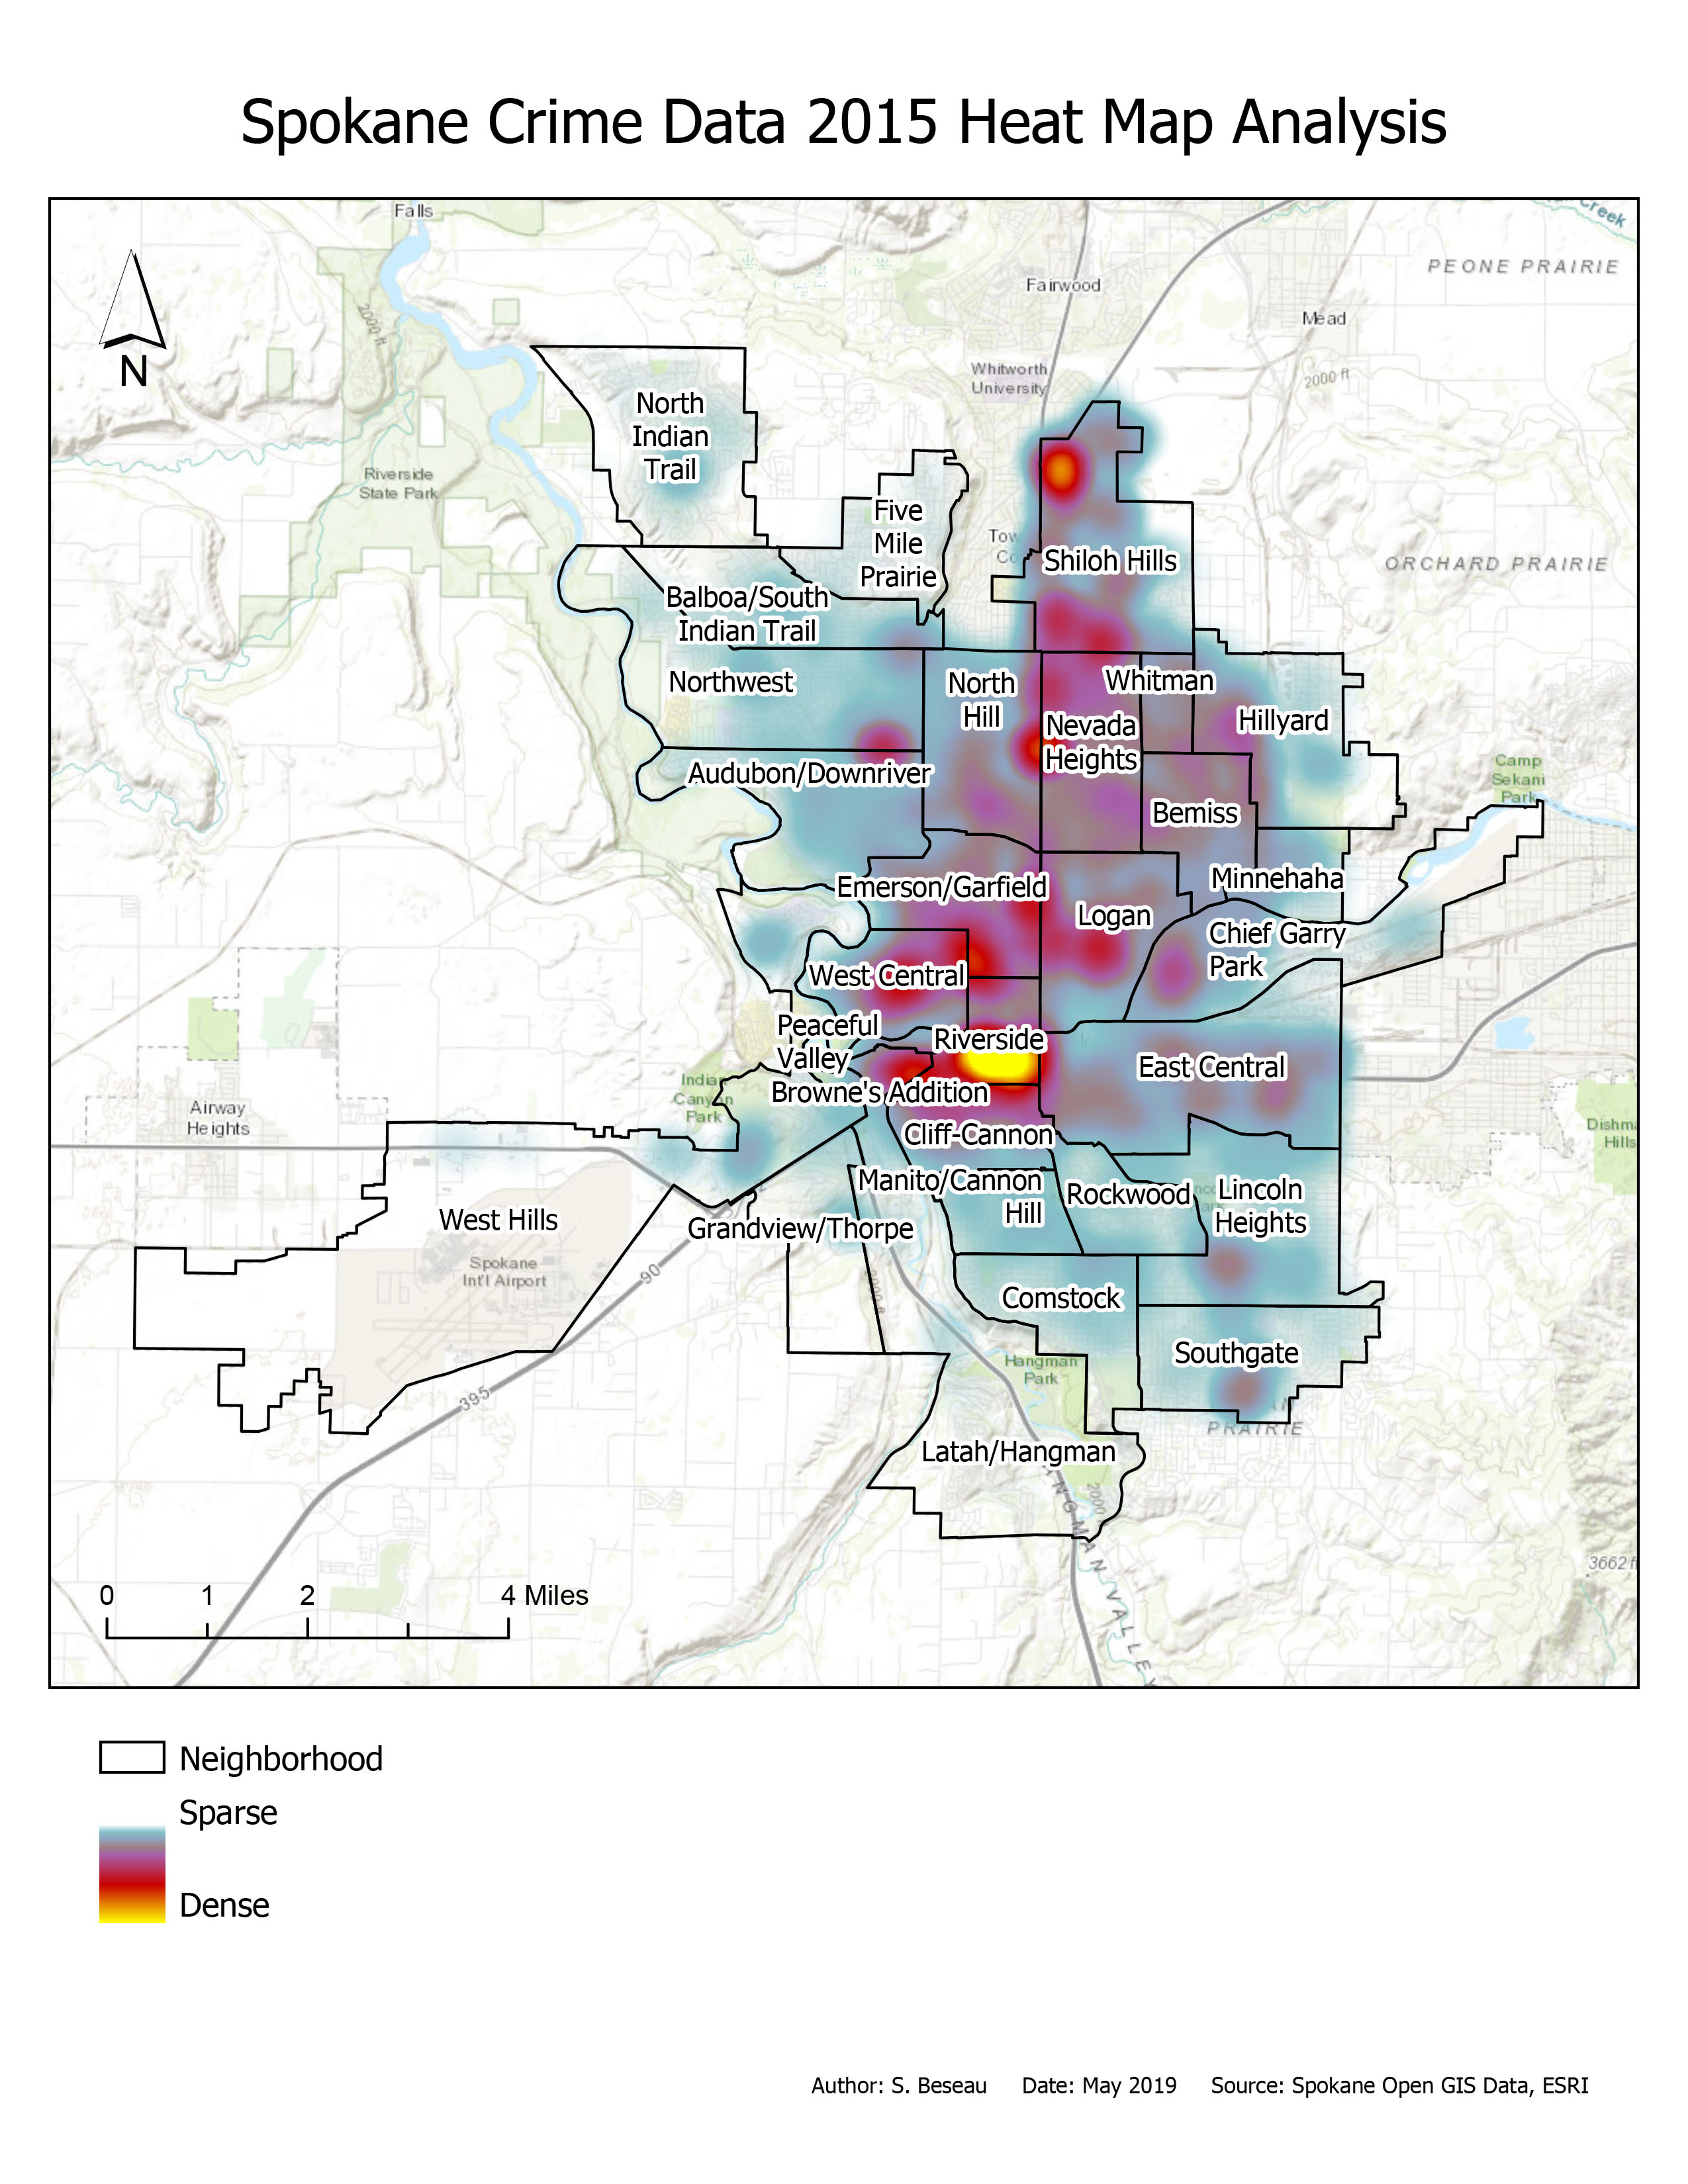 Spokane Crime Data 2015 Heat Map Analysis
Falls
Creek
PEONE PRAIRIE
Fairwood
Mead
2000 ft
N
Whitworth
University
2000 ft
North
Indian
Trail
Riverside
State Park
Five
Mile
Prairie
Tow
Shiloh Hills
ORCHARD PRAIRIE
Balboa/South
Indian Trail
Northwest
North
Hill
Whitman
Nevada
Heights
Hillyard
Audubon/Downriver
Camp
Sekani
Park
Bemiss
Emerson/Garfield
Minnehaha
Logan
Chief Garry
Park
West Central
Peaceful
Valley
Riverside
East Central
Indian
Canyon
Park
Browne's Addition
Airway
Heights
Dishma
Hills
Cliff-Cannon
Manito/Cannon
Hill
Rockwood
Lincoln
Heights
West Hills
Grandview/Thorpe
Spokane
Int'l Airport
90
2000 ft
Comstock
Southgate
Hangman
Park
395
PRAIRIE
Latah/Hangman
2000
NGMAN VALLEY
3662 f
0 1 2 4 Miles
Neighborhood
Sparse
Dense
Author: S. Beseau Date: May 2019 Source: Spokane Open GIS Data, ESRI